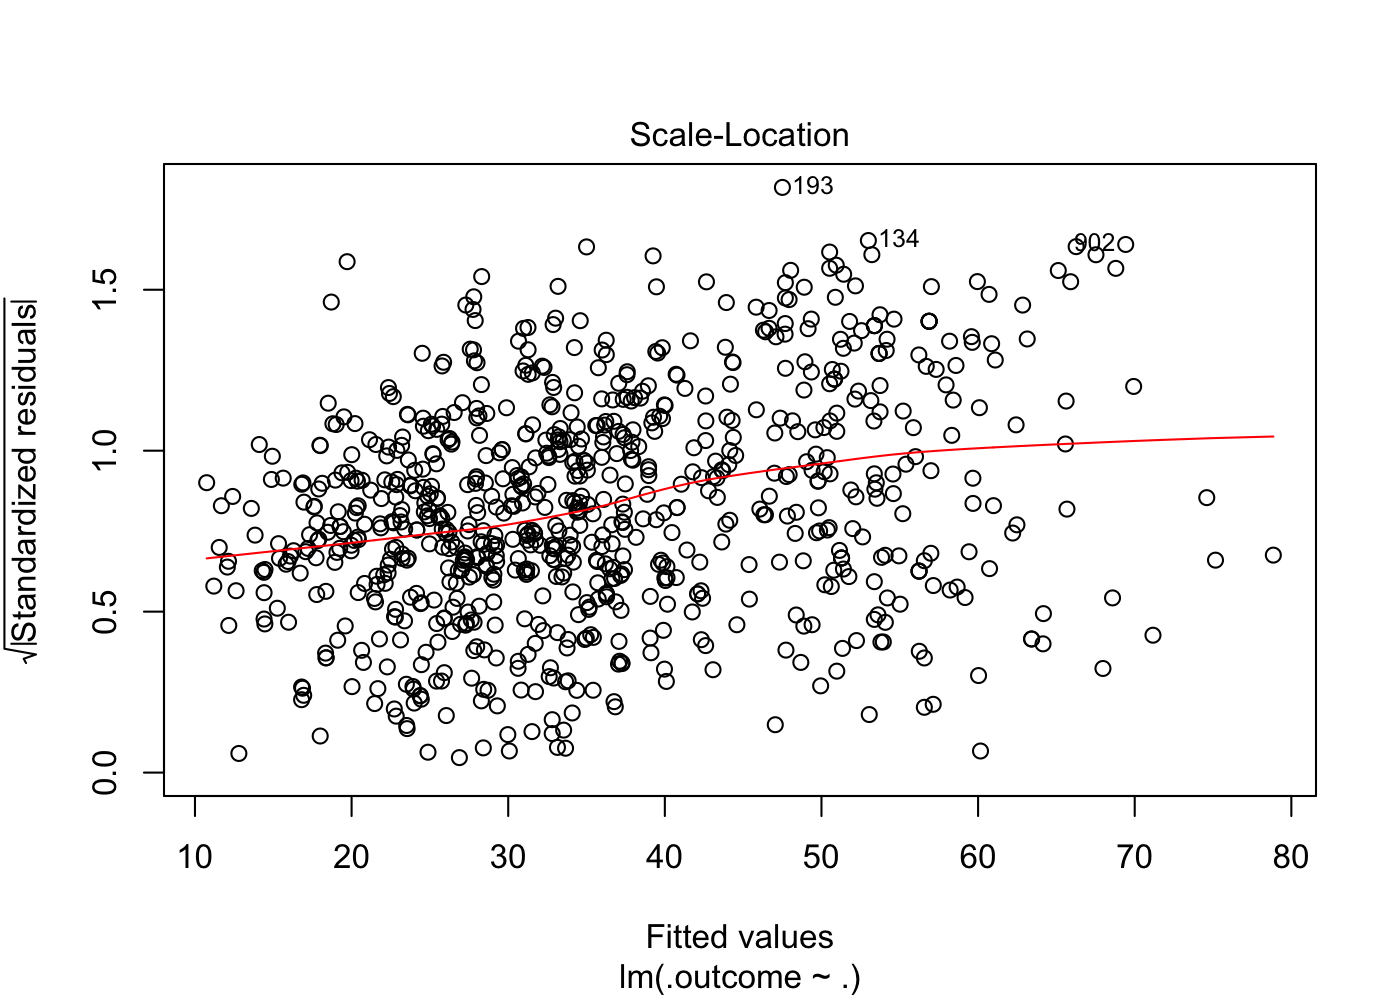 Scale-Location
√|Standardized residuals|
1.5
1.0
0.5
0.0
193
134
902
10 20 30 40 50 60 70 80
Fitted values
lm(.outcome ~ .)